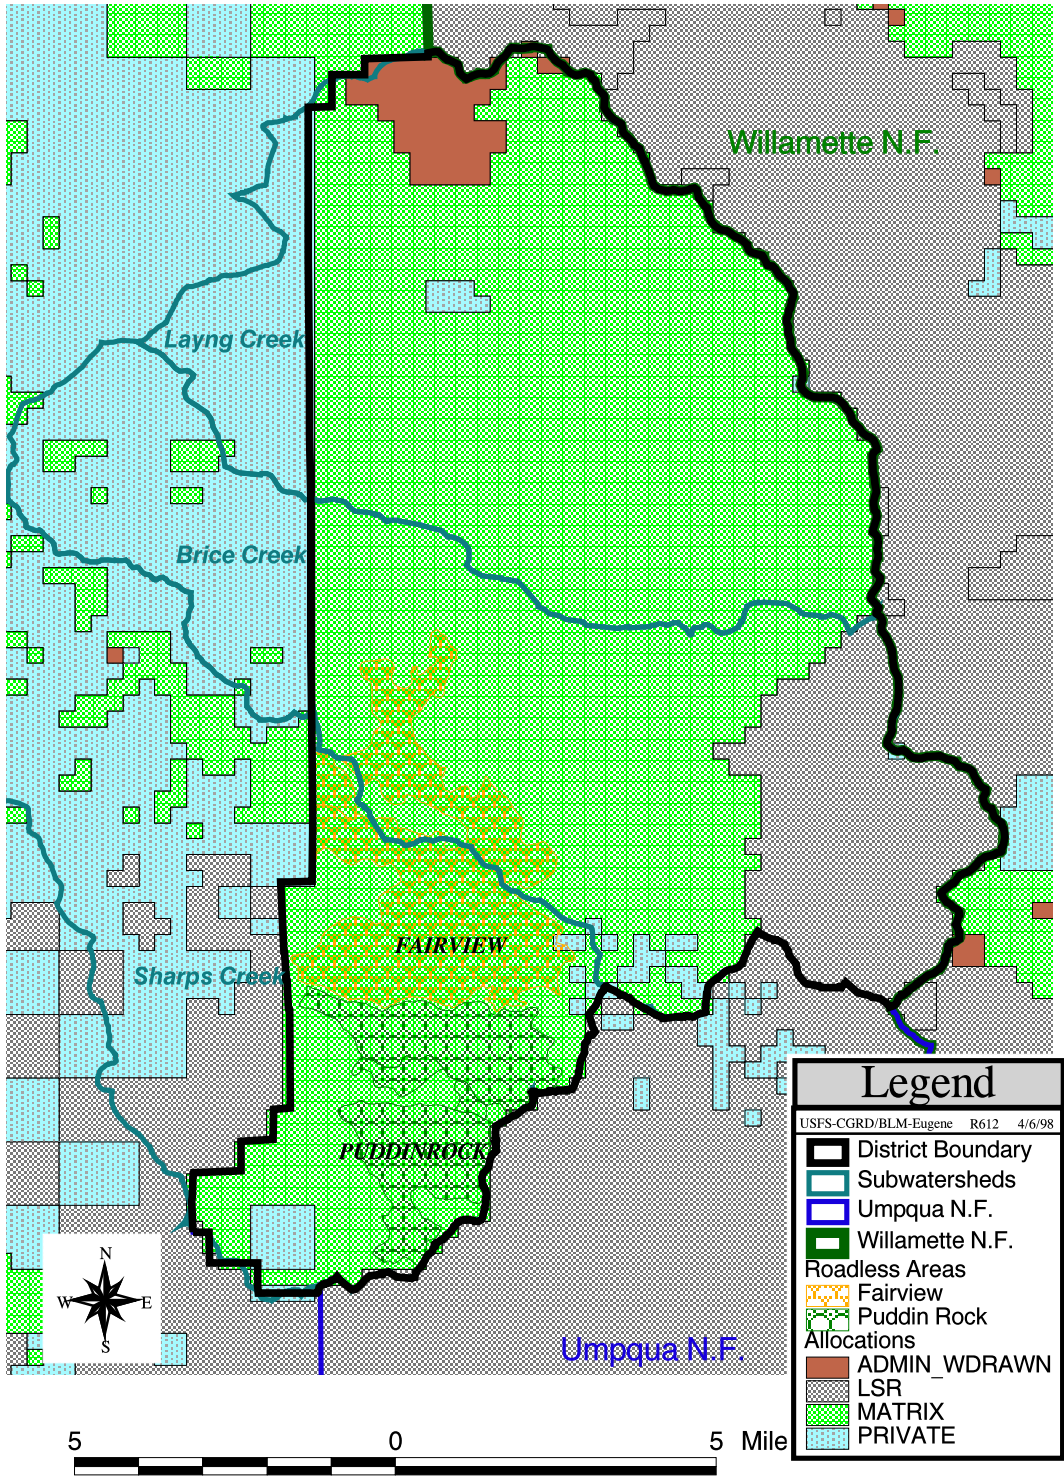 Willamette N.F.
Layng Creek
Brice Creek
FAIRVIEW
Sharps Creek
PUDDINROCK
Umpqua N.F.
N
W
E
S
5
0
5
Mile
Legend
USFS-CGRD/BLM-Eugene R612 4/6/98
District Boundary
Subwatersheds
Umpqua N.F.
Willamette N.F.
Roadless Areas
Fairview
Puddin Rock
Allocations
ADMIN_WDRAWN
LSR
MATRIX
PRIVATE